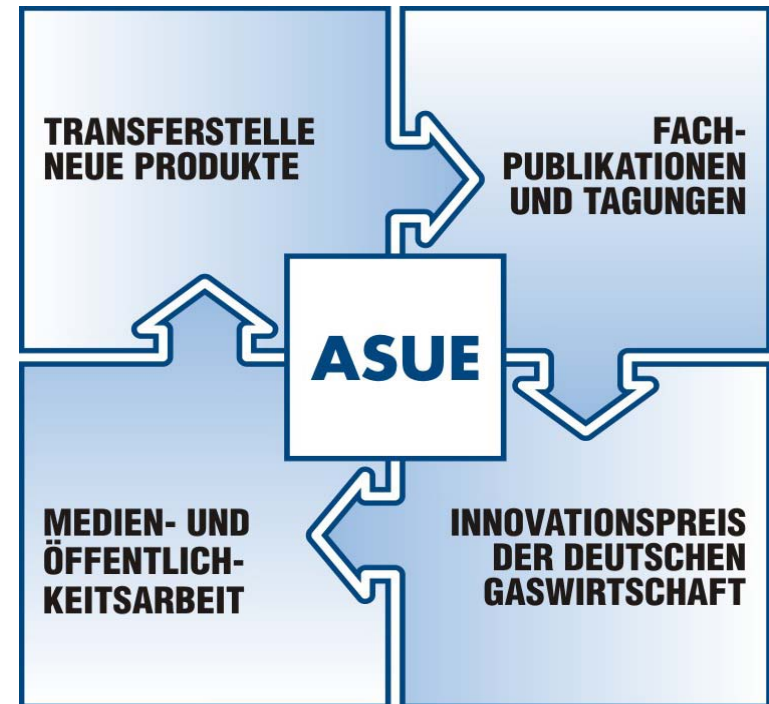 TRANSFERSTELLE
NEUE PRODUKTE
FACH-
PUBLIKATIONEN
UND TAGUNGEN
ASUE
MEDIEN- UND
ÖFFENTLICH-
KEITSARBEIT
INNOVATIONSPREIS
DER DEUTSCHEN
GASWIRTSCHAFT